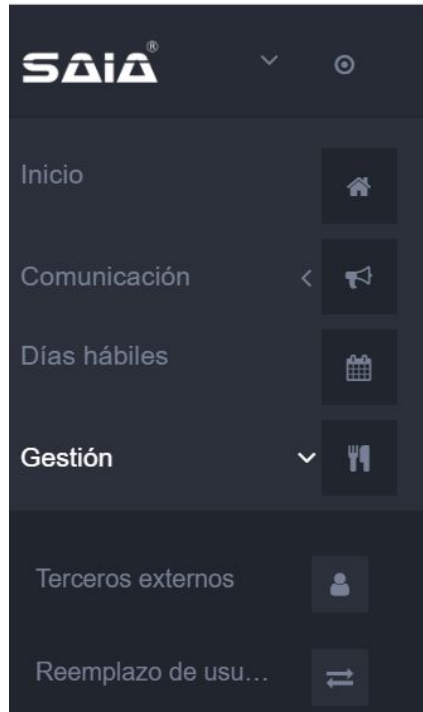 SAiA®
Inicio
Comunicación
Días hábiles
Gestión
Terceros externos
Reemplazo de usu...